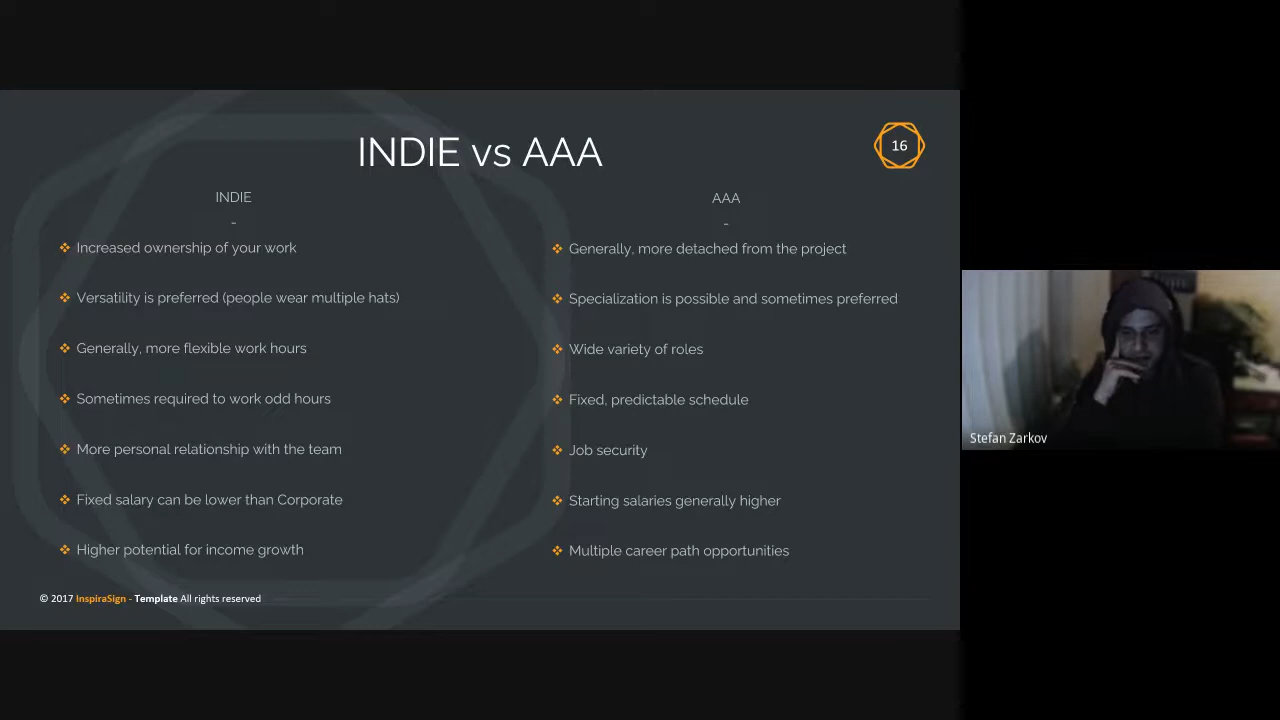 INDIE vs AAA
16
INDIE
-
Increased ownership of your work
Versatility is preferred (people wear multiple hats)
Generally, more flexible work hours
Sometimes required to work odd hours
More personal relationship with the team
Fixed salary can be lower than Corporate
Higher potential for income growth
AAA
-
Generally, more detached from the project
Specialization is possible and sometimes preferred
Wide variety of roles
Fixed, predictable schedule
Job security
Starting salaries generally higher
Multiple career path opportunities
© 2017 InspiraSign - Template All rights reserved
Stefan Zarkov